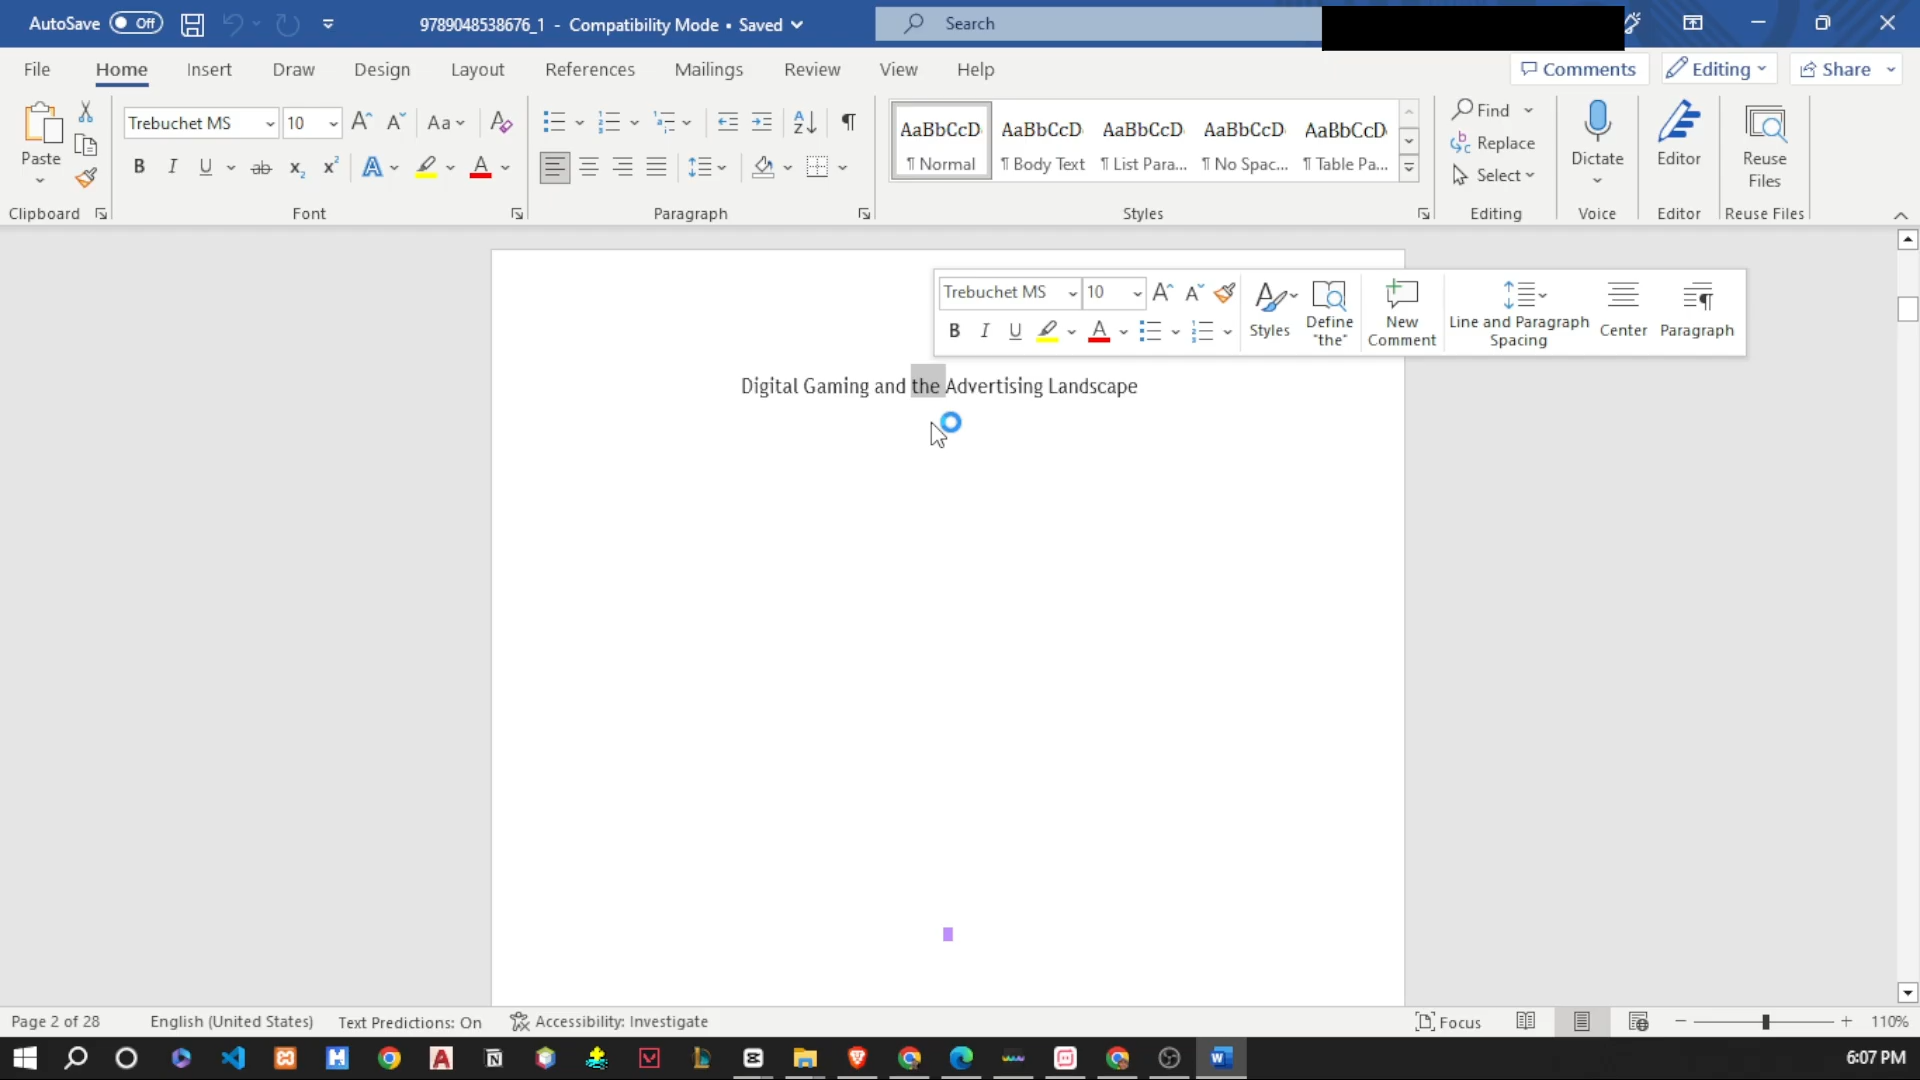 AutoSave Off 9789048538676_1 - Compatibility Mode • Saved Search
File Home Insert Draw Design Layout References Mailings Review View Help Comments Editing Share
Paste Trebuchet MS 10 A A Aa A
B I U ab x₂ x² A A
AaBbCcD AaBbCcD AaBbCcD AaBbCcD AaBbCcD
¶ Normal ¶ Body Text ¶ List Para... ¶ No Spac... ¶ Table Pa...
Find
Replace
Select
Dictate
Editor
Reuse
Files
Clipboard Font Paragraph Styles Editing Voice Editor Reuse Files
Trebuchet MS 10 A A
B I U A
Styles
Define
"the"
New
Comment
Line and Paragraph
Spacing
Center
Paragraph
Digital Gaming and the Advertising Landscape
Page 2 of 28 English (United States) Text Predictions: On Accessibility: Investigate Focus 110%
6:07 PM